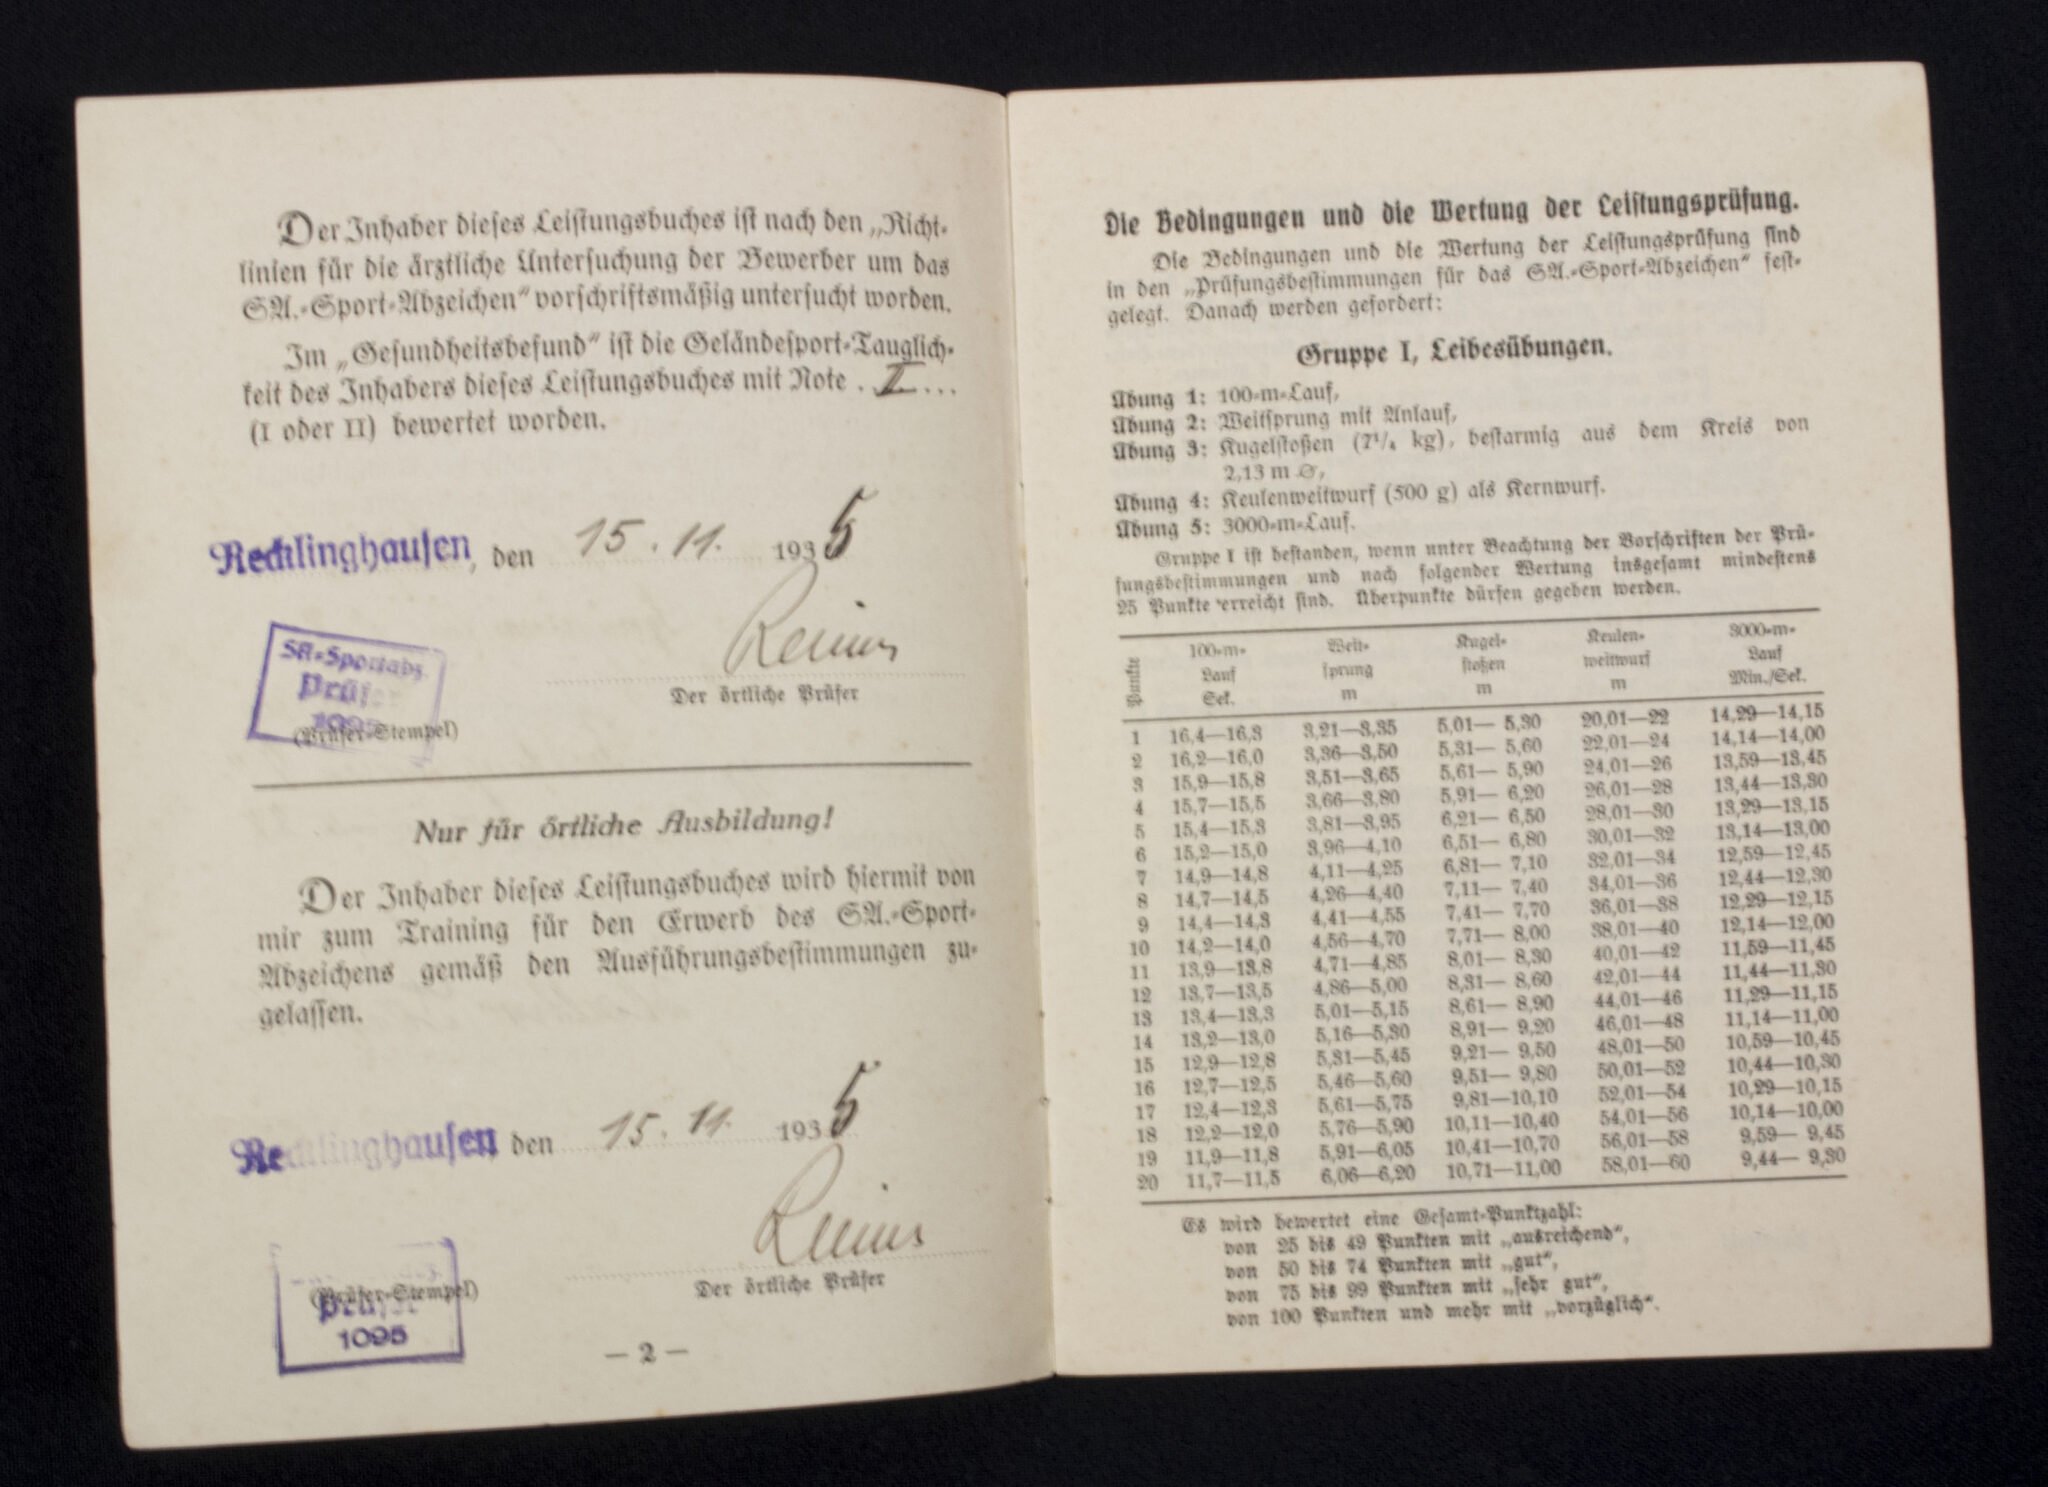 Der Inhaber dieses Leistungsbuches ist nach den „Richt-
linien für die ärztliche Untersuchung der Bewerber um das
SA.-Sport-Abzeichen“ vorschriftsmäßig untersucht worden.
Im „Gesundheitsbefund“ ist die Geländesport-Tauglich-
keit des Inhabers dieses Leistungsbuches mit Note . I. . . .
(I oder II) bewertet worden.
Recklinghausen, den 15.11. 1935
SA-Sportabz.
Prüfer
1095
(Prüfer-Stempel)
Der örtliche Prüfer
Nur für örtliche Ausbildung!
Der Inhaber dieses Leistungsbuches wird hiermit von
mir zum Training für den Erwerb des SA.-Sport-
Abzeichens gemäß den Ausführungsbestimmungen zu-
gelassen.
Recklinghausen, den 15.11. 1935
(Prüfer-Stempel)
Prüfer
1095
Der örtliche Prüfer
— 2 —
Die Bedingungen und die Wertung der Leistungsprüfung.
Die Bedingungen und die Wertung der Leistungsprüfung sind
in den „Prüfungsbestimmungen für das SA.-Sport-Abzeichen“ fest-
gelegt. Danach werden gefordert:
Gruppe I, Leibesübungen.
Übung 1: 100-m-Lauf,
Übung 2: Weitsprung mit Anlauf,
Übung 3: Kugelstoßen (7¹/₄ kg), bestarmig aus dem Kreis von
2,13 m ⌀,
Übung 4: Keulenweitwurf (500 g) als Kernwurf.
Übung 5: 3000-m-Lauf.
Gruppe I ist bestanden, wenn unter Beachtung der Vorschriften der Prü-
fungsbestimmungen und nach folgender Wertung insgesamt mindestens
25 Punkte erreicht sind. Überpunkte dürfen gegeben werden.
Punkte 100-m-Lauf Sek. Weitsprung m Kugelstoßen m Keulenweitwurf m 3000-m-Lauf Min./Sek.
1 16,4—16,3 3,21—3,35 5,01— 5,30 20,01—22 14,29—14,15
2 16,2—16,0 3,36—3,50 5,31— 5,60 22,01—24 14,14—14,00
3 15,9—15,8 3,51—3,65 5,61— 5,90 24,01—26 13,59—13,45
4 15,7—15,5 3,66—3,80 5,91— 6,20 26,01—28 13,44—13,30
5 15,4—15,3 3,81—3,95 6,21— 6,50 28,01—30 13,29—13,15
6 15,2—15,0 3,96—4,10 6,51— 6,80 30,01—32 13,14—13,00
7 14,9—14,8 4,11—4,25 6,81— 7,10 32,01—34 12,59—12,45
8 14,7—14,5 4,26—4,40 7,11— 7,40 34,01—36 12,44—12,30
9 14,4—14,3 4,41—4,55 7,41— 7,70 36,01—38 12,29—12,15
10 14,2—14,0 4,56—4,70 7,71— 8,00 38,01—40 12,14—12,00
11 13,9—13,8 4,71—4,85 8,01— 8,30 40,01—42 11,59—11,45
12 13,7—13,5 4,86—5,00 8,31— 8,60 42,01—44 11,44—11,30
13 13,4—13,3 5,01—5,15 8,61— 8,90 44,01—46 11,29—11,15
14 13,2—13,0 5,16—5,30 8,91— 9,20 46,01—48 11,14—11,00
15 12,9—12,8 5,31—5,45 9,21— 9,50 48,01—50 10,59—10,45
16 12,7—12,5 5,46—5,60 9,51— 9,80 50,01—52 10,44—10,30
17 12,4—12,3 5,61—5,75 9,81—10,10 52,01—54 10,29—10,15
18 12,2—12,0 5,76—5,90 10,11—10,40 54,01—56 10,14—10,00
19 11,9—11,8 5,91—6,05 10,41—10,70 56,01—58 9,59— 9,45
20 11,7—11,5 6,06—6,20 10,71—11,00 58,01—60 9,44— 9,30
Es wird bewertet eine Gesamt-Punktzahl:
von 25 bis 49 Punkten mit „ausreichend“,
von 50 bis 74 Punkten mit „gut“,
von 75 bis 99 Punkten mit „sehr gut“,
von 100 Punkten und mehr mit „vorzüglich“.